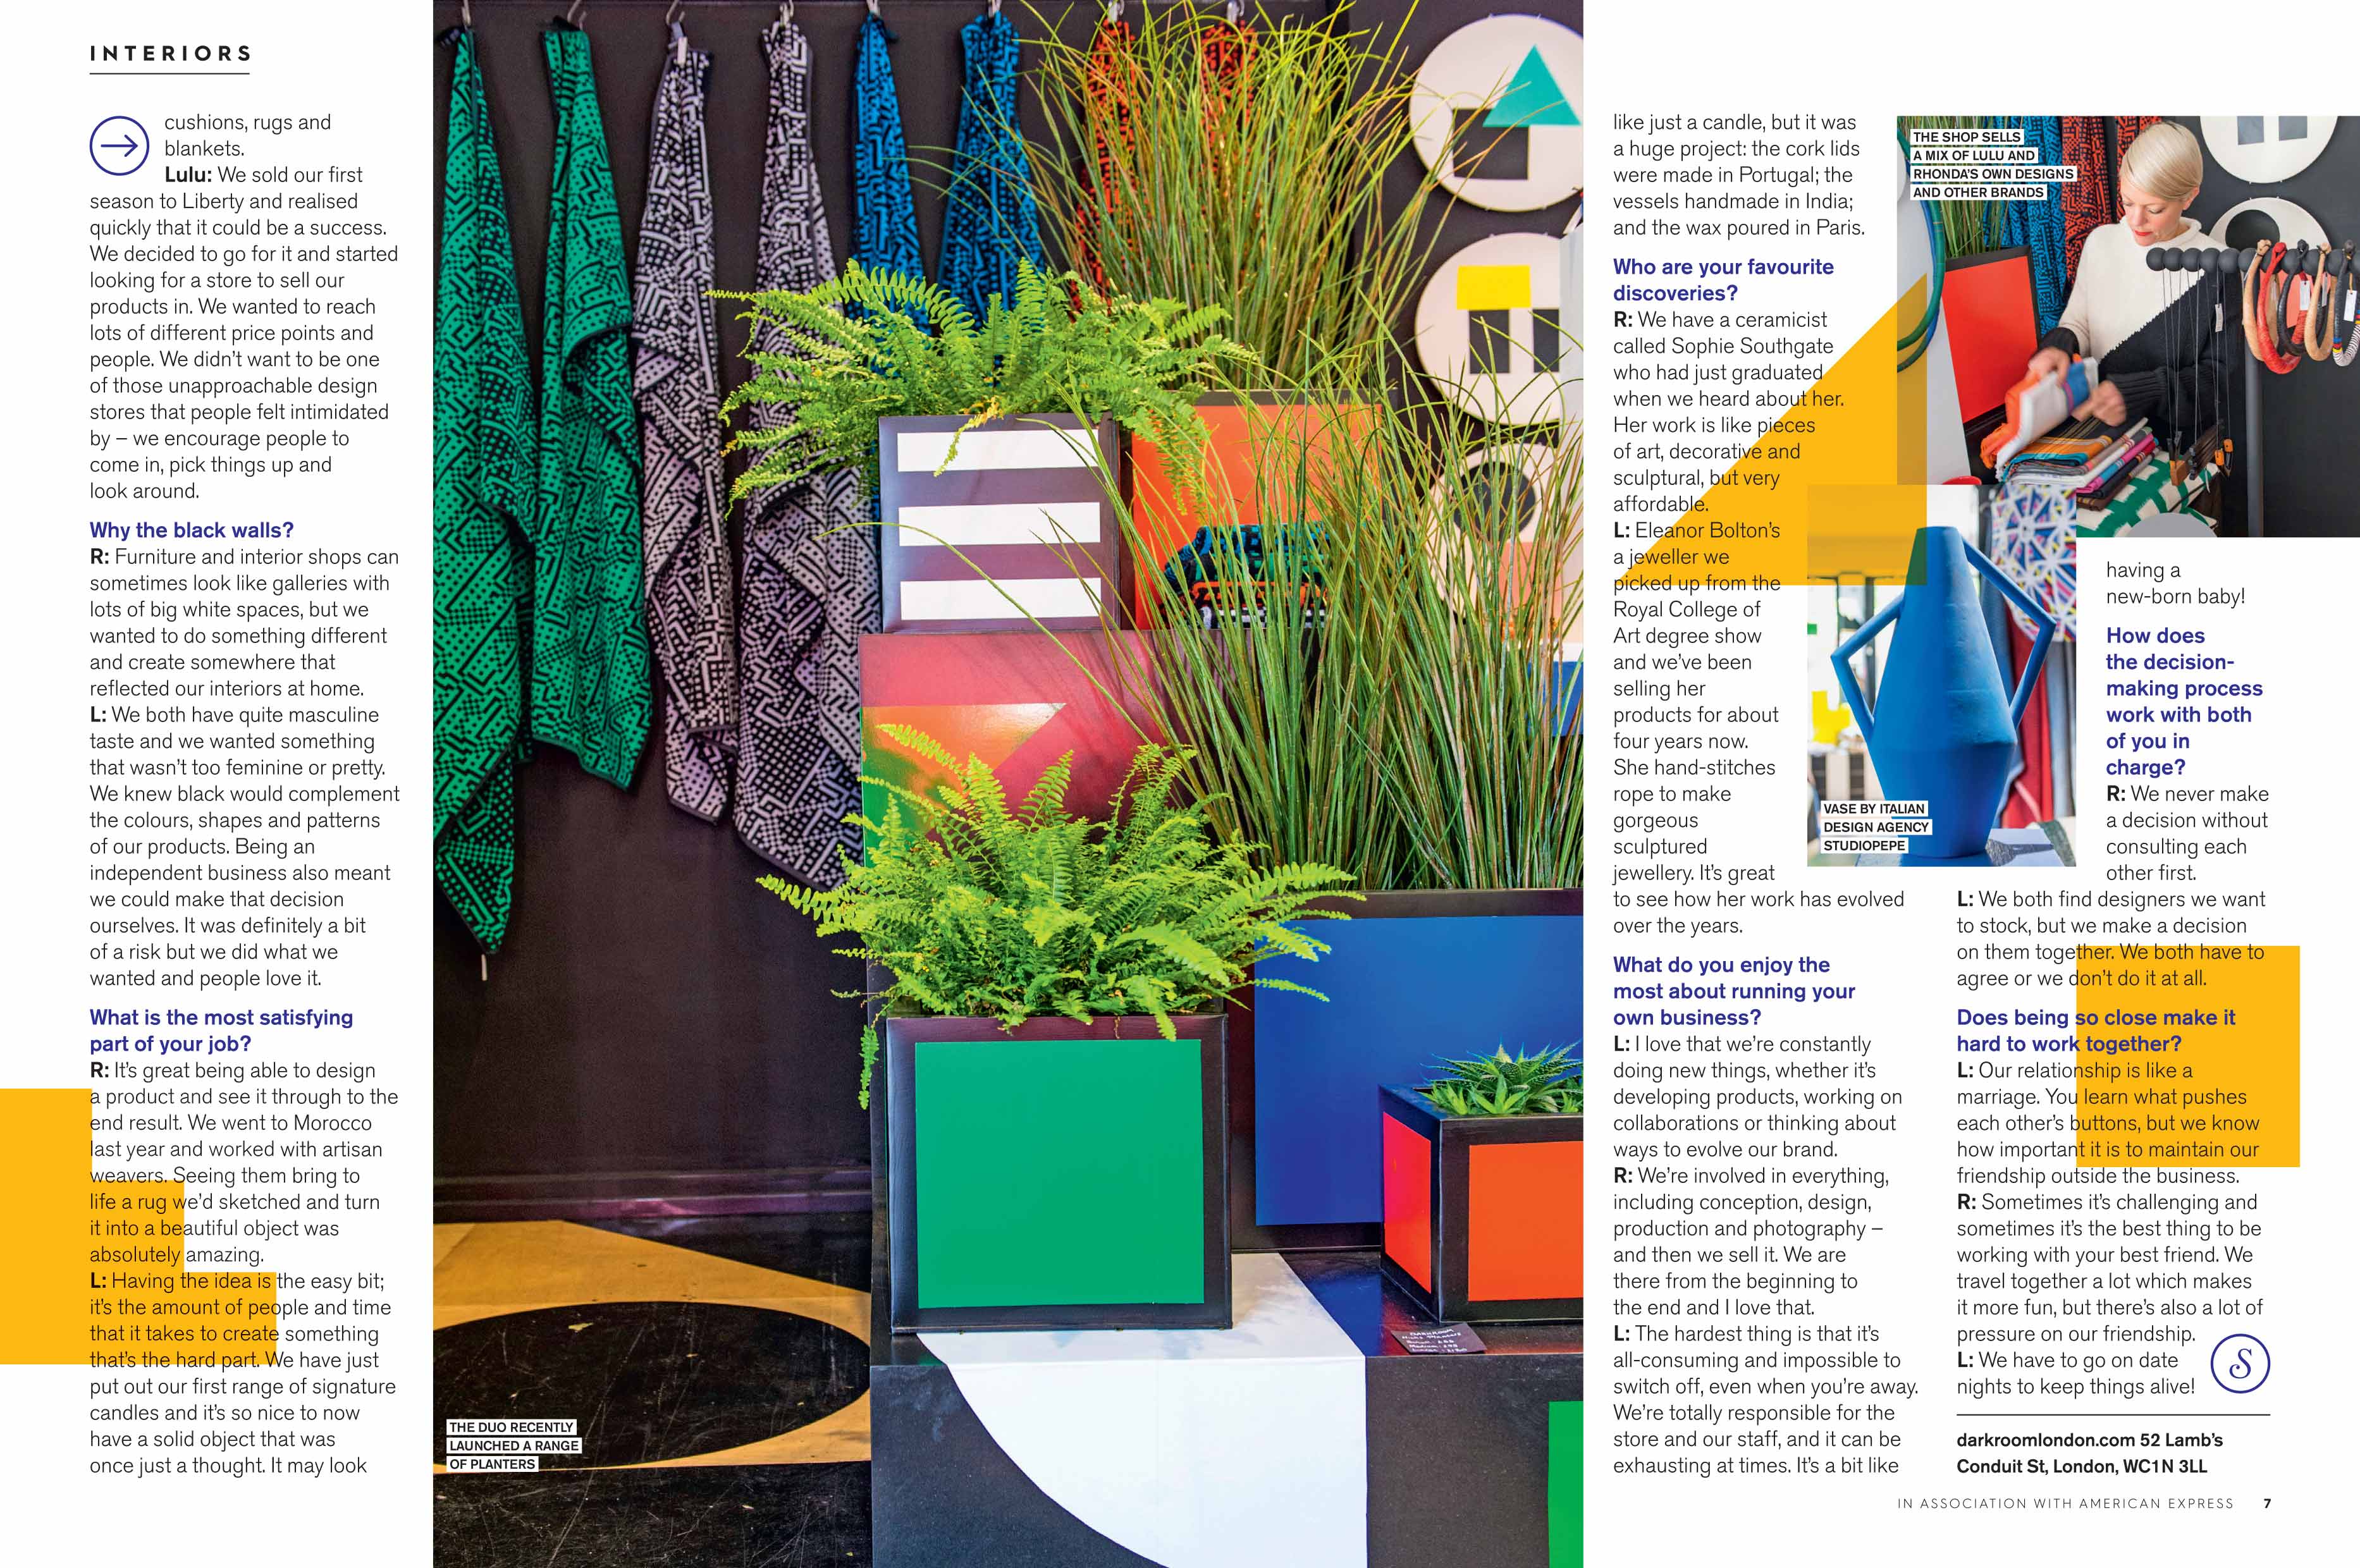 INTERIORS
cushions, rugs and
blankets.
Lulu: We sold our first
season to Liberty and realised
quickly that it could be a success.
We decided to go for it and started
looking for a store to sell our
products in. We wanted to reach
lots of different price points and
people. We didn't want to be one
of those unapproachable design
stores that people felt intimidated
by – we encourage people to
come in, pick things up and
look around.
Why the black walls?
R: Furniture and interior shops can
sometimes look like galleries with
lots of big white spaces, but we
wanted to do something different
and create somewhere that
reflected our interiors at home.
L: We both have quite masculine
taste and we wanted something
that wasn't too feminine or pretty.
We knew black would complement
the colours, shapes and patterns
of our products. Being an
independent business also meant
we could make that decision
ourselves. It was definitely a bit
of a risk but we did what we
wanted and people love it.
What is the most satisfying
part of your job?
R: It's great being able to design
a product and see it through to the
end result. We went to Morocco
last year and worked with artisan
weavers. Seeing them bring to
life a rug we'd sketched and turn
it into a beautiful object was
absolutely amazing.
L: Having the idea is the easy bit;
it's the amount of people and time
that it takes to create something
that's the hard part. We have just
put out our first range of signature
candles and it's so nice to now
have a solid object that was
once just a thought. It may look
THE DUO RECENTLY
LAUNCHED A RANGE
OF PLANTERS
like just a candle, but it was
a huge project: the cork lids
were made in Portugal; the
vessels handmade in India;
and the wax poured in Paris.
Who are your favourite
discoveries?
R: We have a ceramicist
called Sophie Southgate
who had just graduated
when we heard about her.
Her work is like pieces
of art, decorative and
sculptural, but very
affordable.
L: Eleanor Bolton's
a jeweller we
picked up from the
Royal College of
Art degree show
and we've been
selling her
products for about
four years now.
She hand-stitches
rope to make
gorgeous
sculptured
jewellery. It's great
to see how her work has evolved
over the years.
What do you enjoy the
most about running your
own business?
L: I love that we're constantly
doing new things, whether it's
developing products, working on
collaborations or thinking about
ways to evolve our brand.
R: We're involved in everything,
including conception, design,
production and photography –
and then we sell it. We are
there from the beginning to
the end and I love that.
L: The hardest thing is that it's
all-consuming and impossible to
switch off, even when you're away.
We're totally responsible for the
store and our staff, and it can be
exhausting at times. It's a bit like
THE SHOP SELLS
A MIX OF LULU AND
RHONDA'S OWN DESIGNS
AND OTHER BRANDS
VASE BY ITALIAN
DESIGN AGENCY
STUDIOPEPE
having a
new-born baby!
How does
the decision-
making process
work with both
of you in
charge?
R: We never make
a decision without
consulting each
other first.
L: We both find designers we want
to stock, but we make a decision
on them together. We both have to
agree or we don't do it at all.
Does being so close make it
hard to work together?
L: Our relationship is like a
marriage. You learn what pushes
each other's buttons, but we know
how important it is to maintain our
friendship outside the business.
R: Sometimes it's challenging and
sometimes it's the best thing to be
working with your best friend. We
travel together a lot which makes
it more fun, but there's also a lot of
pressure on our friendship.
L: We have to go on date
nights to keep things alive!
S
darkroomlondon.com 52 Lamb's
Conduit St, London, WC1N 3LL
IN ASSOCIATION WITH AMERICAN EXPRESS 7